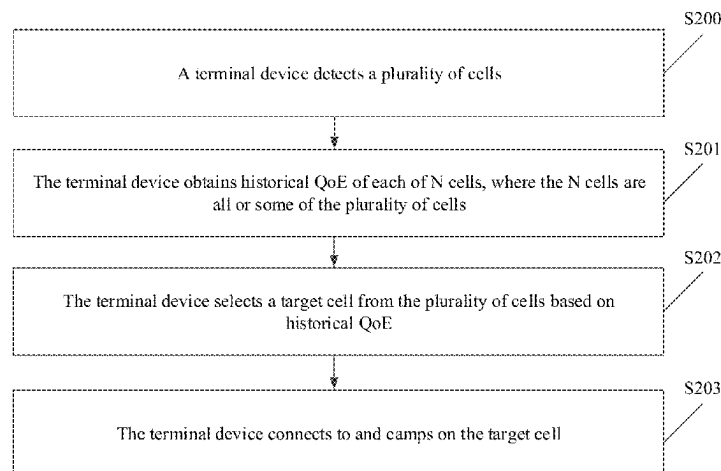 S200
A terminal device detects a plurality of cells
S201
The terminal device obtains historical QoE of each of N cells, where the N cells are
all or some of the plurality of cells
S202
The terminal device selects a target cell from the plurality of cells based on
historical QoE
S203
The terminal device connects to and camps on the target cell